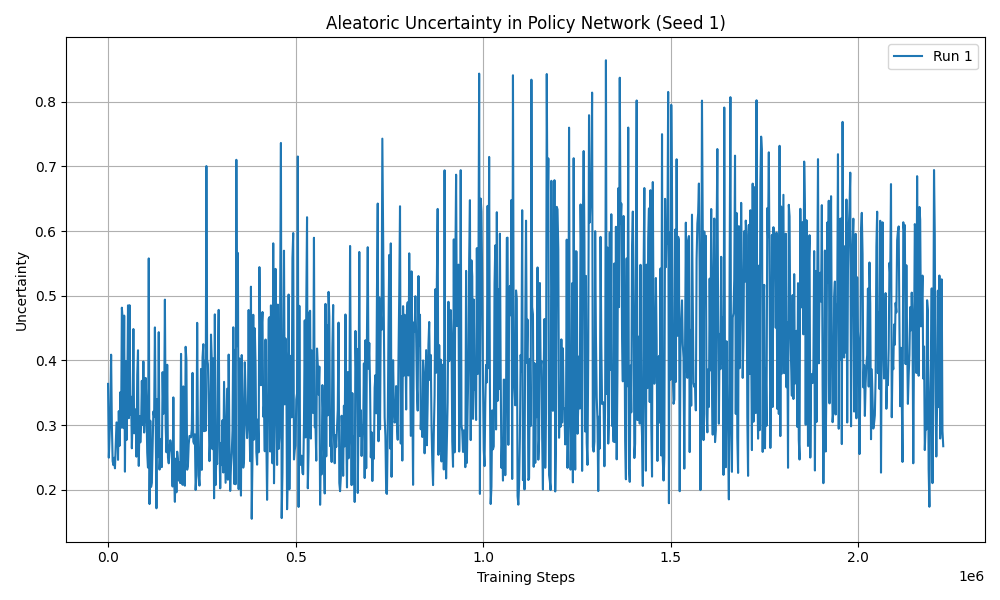 Aleatoric Uncertainty in Policy Network (Seed 1)
Run 1
Uncertainty
0.8
0.7
0.6
0.5
0.4
0.3
0.2
0.0 0.5 1.0 1.5 2.0
1e6
Training Steps